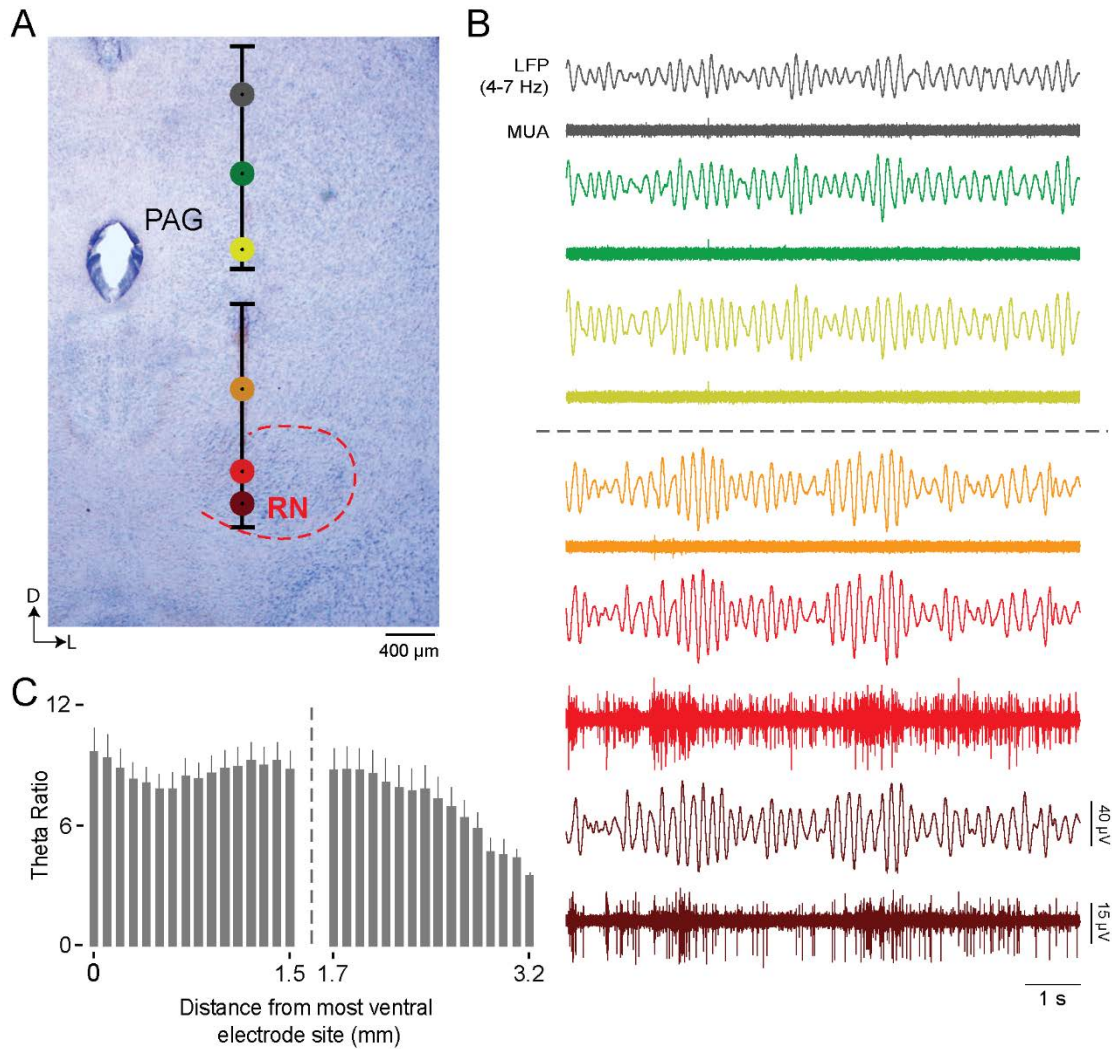 A
B
LFP
(4-7 Hz)
MUA
PAG
RN
D
L
400 µm
C
12
6
0
Theta Ratio
0
1.5
1.7
3.2
Distance from most ventral
electrode site (mm)
40 µV
15 µV
1 s